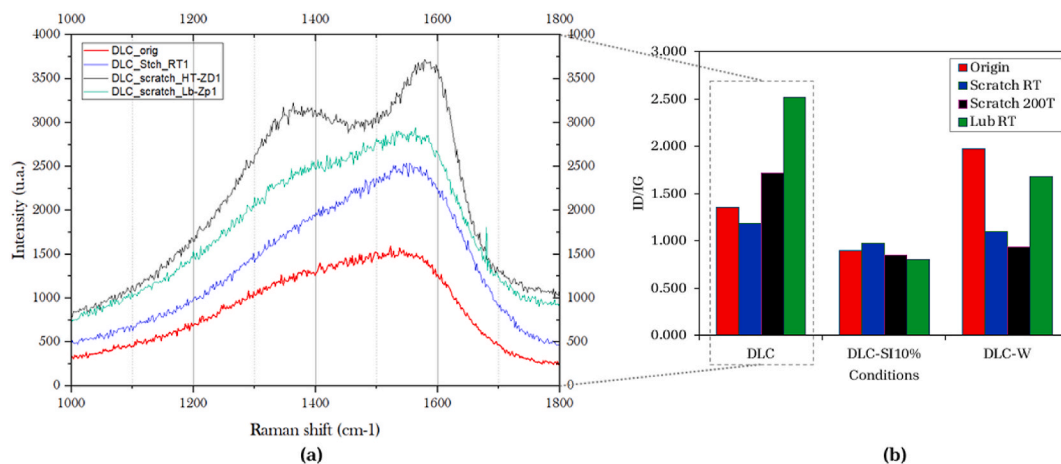 1000 1200 1400 1600 1800
4000 4000
3500 3500
3000 3000
2500 2500
2000 2000
1500 1500
1000 1000
500 500
0 0
DLC_orig
DLC_Stch_RT1
DLC_scratch_HT-ZD1
DLC_scratch_Lb-Zp1
Intensity (u.a.)
1000 1200 1400 1600 1800
Raman shift (cm-1)
(a)
3.000
2.500
2.000
1.500
1.000
0.500
0.000
ID/IG
Origin
Scratch RT
Scratch 200T
Lub RT
DLC DLC-SI10% DLC-W
Conditions
(b)